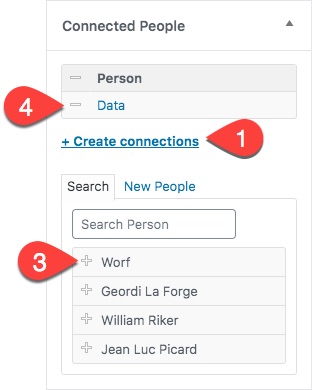 Connected People
Person
4 Data
+ Create connections 1
Search New People
Search Person
3 Worf
Geordi La Forge
William Riker
Jean Luc Picard